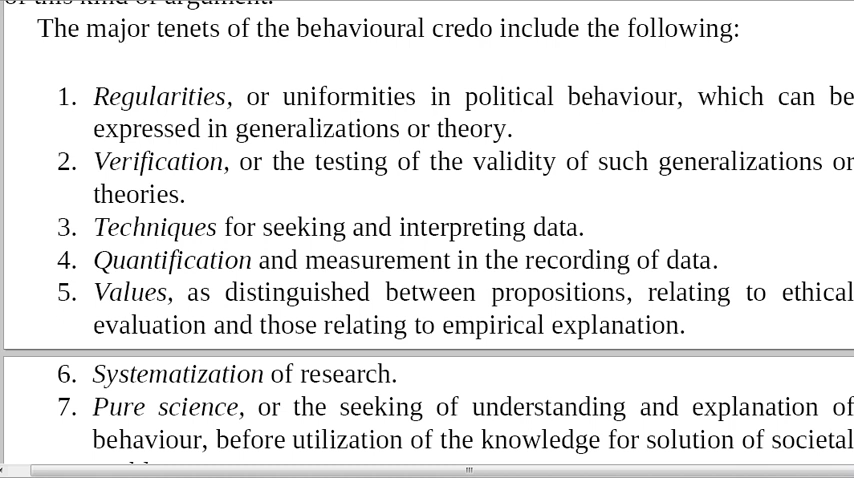 of this kind of argument.
The major tenets of the behavioural credo include the following:
1. Regularities, or uniformities in political behaviour, which can be
expressed in generalizations or theory.
2. Verification, or the testing of the validity of such generalizations or
theories.
3. Techniques for seeking and interpreting data.
4. Quantification and measurement in the recording of data.
5. Values, as distinguished between propositions, relating to ethical
evaluation and those relating to empirical explanation.
6. Systematization of research.
7. Pure science, or the seeking of understanding and explanation of
behaviour, before utilization of the knowledge for solution of societal